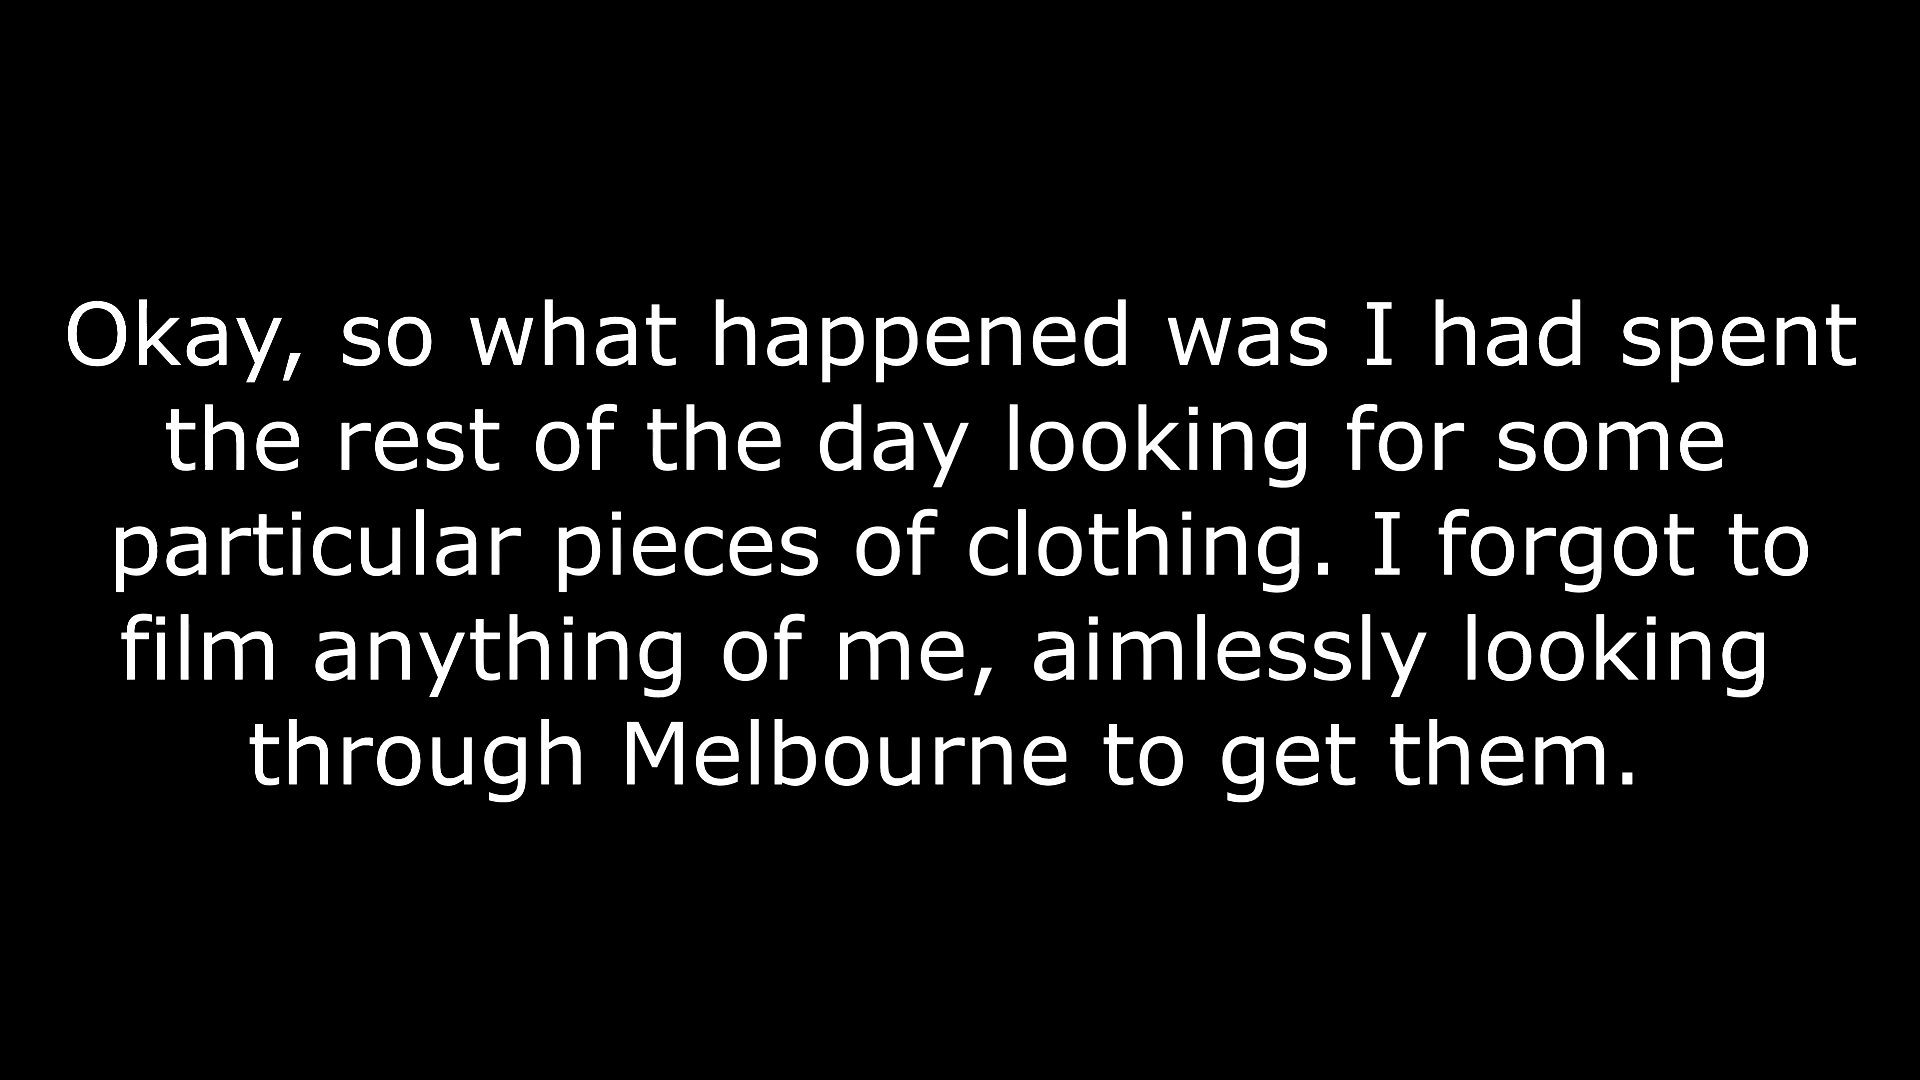 Okay, so what happened was I had spent
the rest of the day looking for some
particular pieces of clothing. I forgot to
film anything of me, aimlessly looking
through Melbourne to get them.